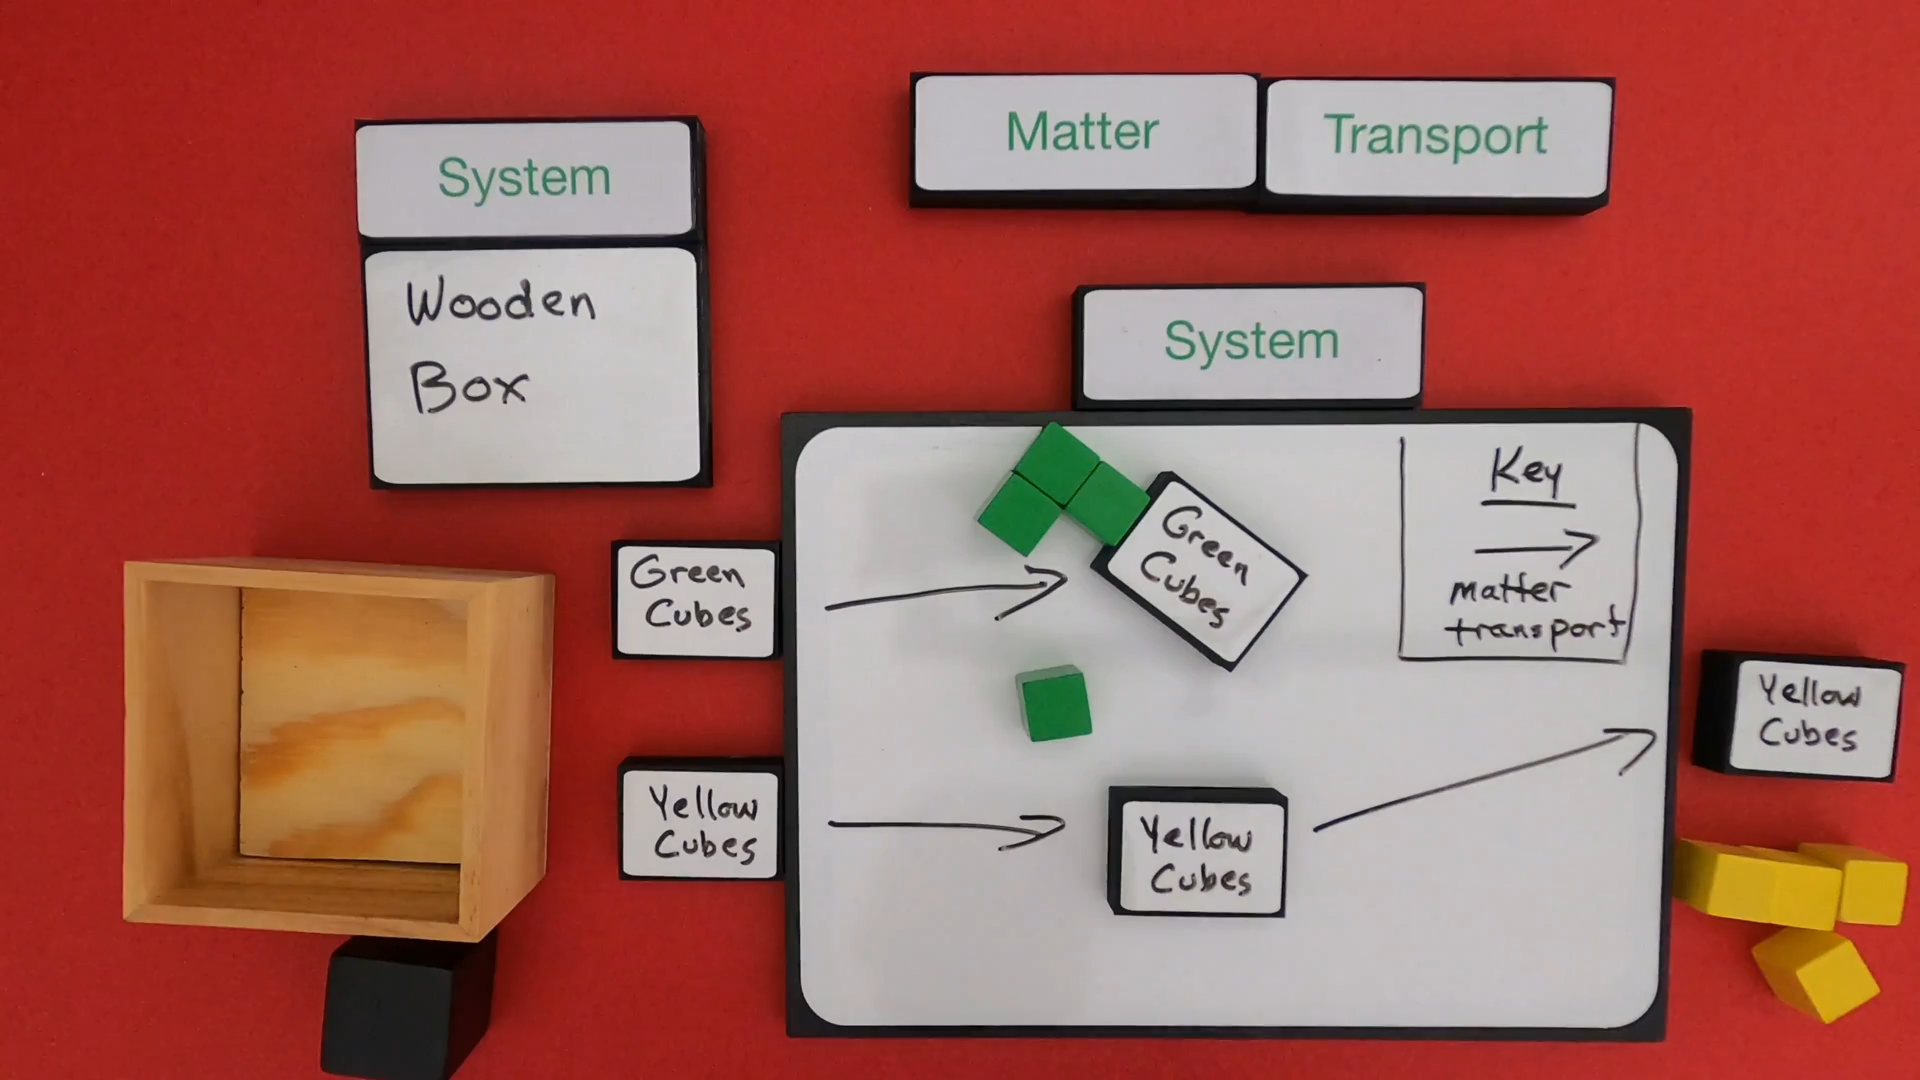 Matter Transport
System
Wooden
Box
System
Key
matter
transport
Green
Cubes
Green
Cubes
Yellow
Cubes
Yellow
Cubes
Yellow
Cubes